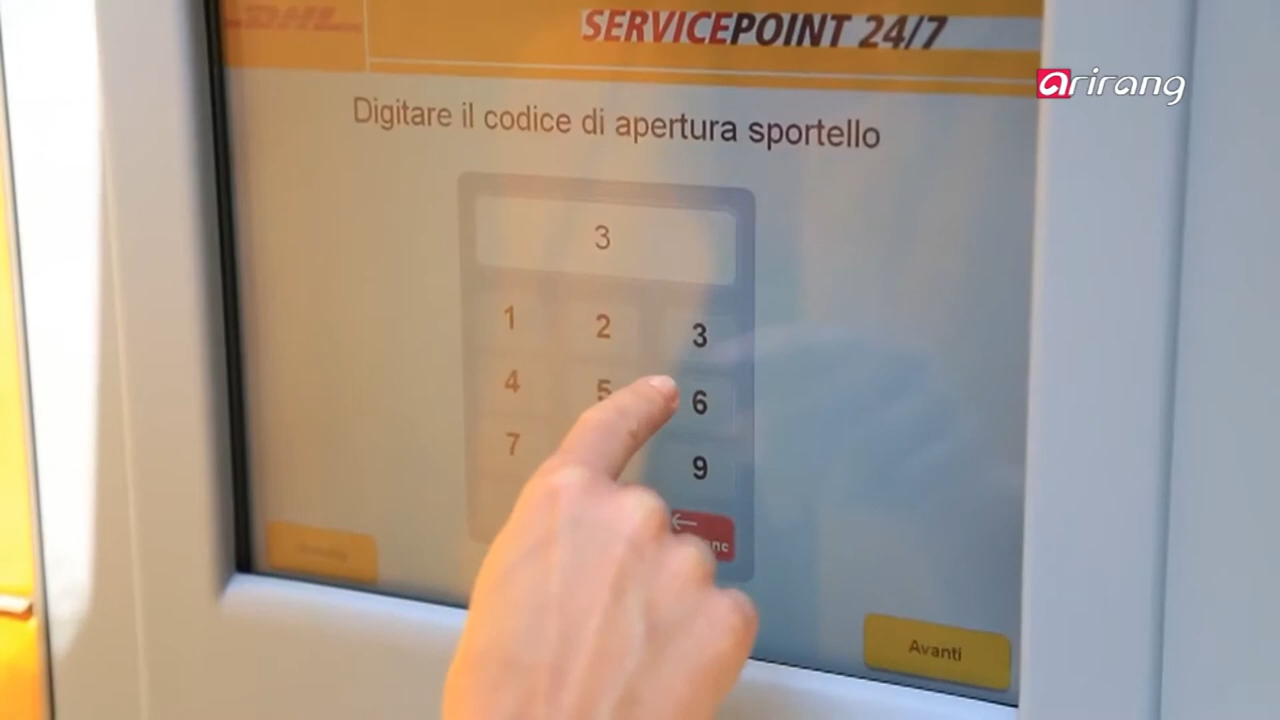 DHL
SERVICEPOINT 24/7
arirang
Digitare il codice di apertura sportello
3
1 2 3
4 5 6
7 9
Avanti